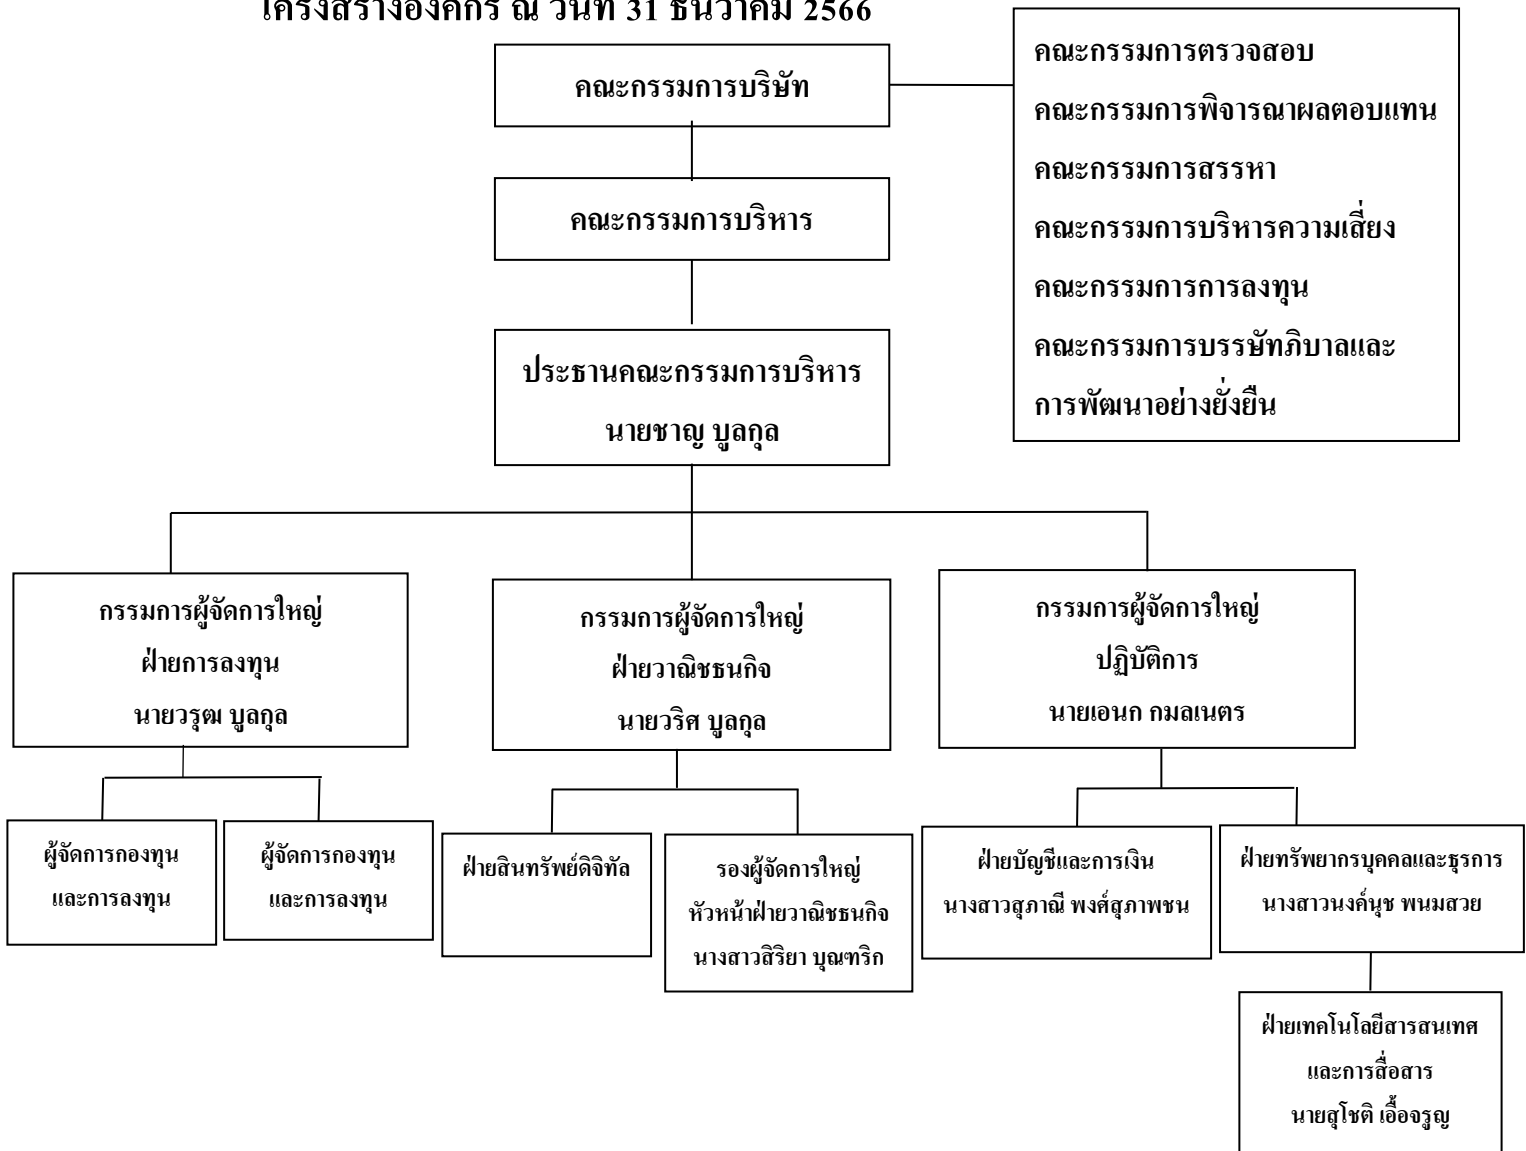 โครงสร้างองค์กร ณ วันที่ 31 ธันวาคม 2566
คณะกรรมการบริษัท
คณะกรรมการตรวจสอบ
คณะกรรมการพิจารณาผลตอบแทน
คณะกรรมการสรรหา
คณะกรรมการบริหารความเสี่ยง
คณะกรรมการการลงทุน
คณะกรรมการบรรษัทภิบาลและ
การพัฒนาอย่างยั่งยืน
คณะกรรมการบริหาร
ประธานคณะกรรมการบริหาร
นายชาญ บูลกุล
กรรมการผู้จัดการใหญ่
ฝ่ายการลงทุน
นายวรุฒ บูลกุล
กรรมการผู้จัดการใหญ่
ฝ่ายวาณิชธนกิจ
นายวริศ บูลกุล
กรรมการผู้จัดการใหญ่
ปฏิบัติการ
นายเอนก กมลเนตร
ผู้จัดการกองทุน
และการลงทุน
ผู้จัดการกองทุน
และการลงทุน
ฝ่ายสินทรัพย์ดิจิทัล
รองผู้จัดการใหญ่
หัวหน้าฝ่ายวาณิชธนกิจ
นางสาวสิริยา บุณฑริก
ฝ่ายบัญชีและการเงิน
นางสาวสุภาณี พงศ์สุภาพชน
ฝ่ายทรัพยากรบุคคลและธุรการ
นางสาวนงค์นุช พนมสวย
ฝ่ายเทคโนโลยีสารสนเทศ
และการสื่อสาร
นายสุโชติ เอื้อจรูญ